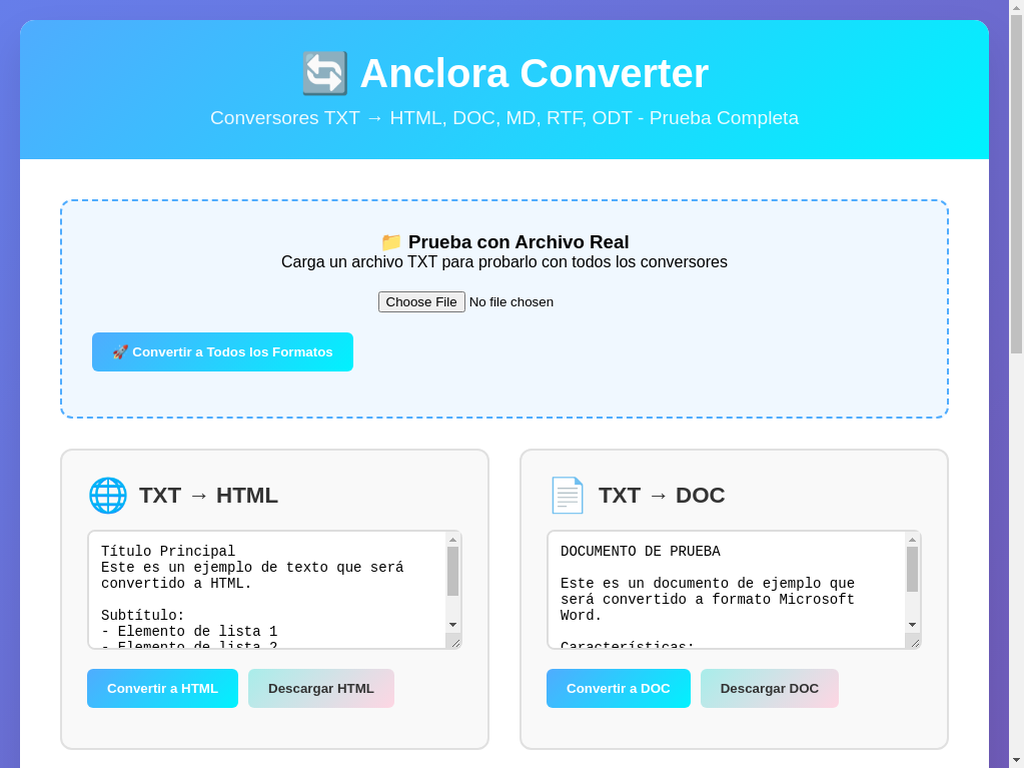 Anclora Converter
Conversores TXT → HTML, DOC, MD, RTF, ODT - Prueba Completa
Prueba con Archivo Real
Carga un archivo TXT para probarlo con todos los conversores
Choose File No file chosen
Convertir a Todos los Formatos
TXT → HTML
Título Principal
Este es un ejemplo de texto que será
convertido a HTML.
Subtítulo:
- Elemento de lista 1
- Elemento de lista 2
Convertir a HTML
Descargar HTML
TXT → DOC
DOCUMENTO DE PRUEBA
Este es un documento de ejemplo que
será convertido a formato Microsoft
Word.
Características:
Convertir a DOC
Descargar DOC